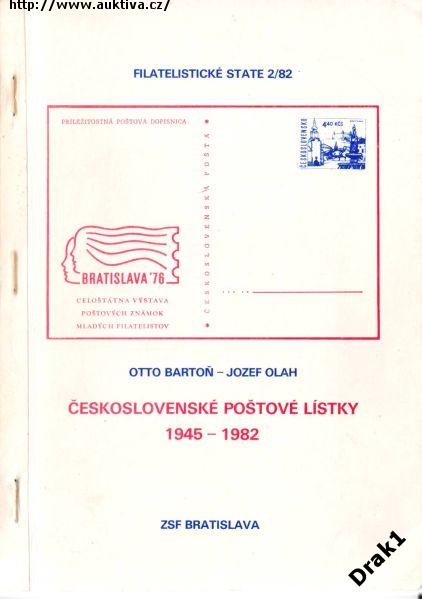 http://www.auktiva.cz/
FILATELISTICKÉ STATE 2/82
PRÍLEŽITOSTNÁ POŠTOVÁ DOPISNICA
ČESKOSLOVENSKÁ POŠTA
ČESKOSLOVENSKO
4,40 KČS
BRATISLAVA '76
CELOŠTÁTNA VÝSTAVA
POŠTOVÝCH ZNÁMOK
MLADÝCH FILATELISTOV
OTTO BARTOŇ – JOZEF OLAH
ČESKOSLOVENSKÉ POŠTOVÉ LÍSTKY
1945 – 1982
ZSF BRATISLAVA
Drak1